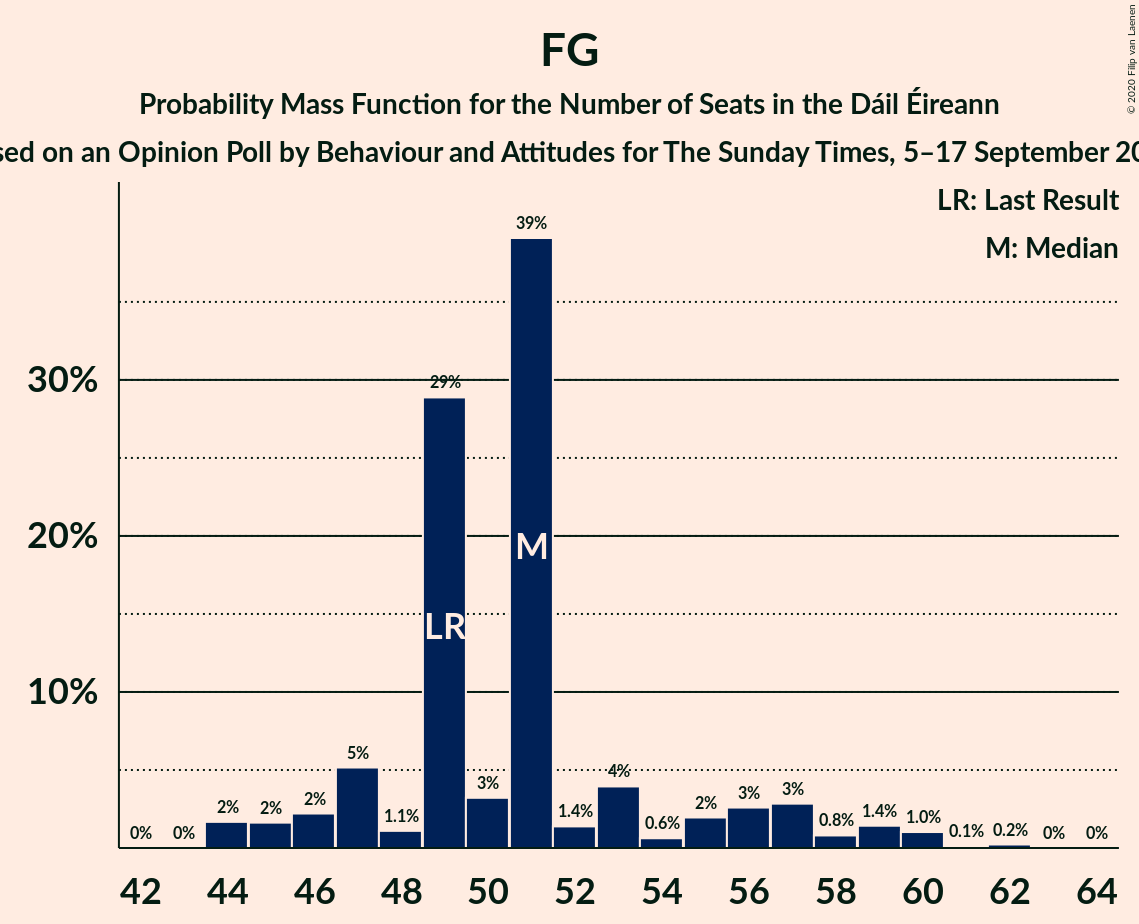 FG
Probability Mass Function for the Number of Seats in the Dáil Éireann
on an Opinion Poll by Behaviour and Attitudes for The Sunday Times, 5–17 September
© 2020 Filip van Laenen
LR: Last Result
M: Median
30%
20%
10%
0%
0%
2%
2%
2%
5%
1.1%
29%
3%
39%
1.4%
4%
0.6%
2%
3%
3%
0.8%
1.4%
1.0%
0.1%
0.2%
0%
0%
LR
M
42 44 46 48 50 52 54 56 58 60 62 64